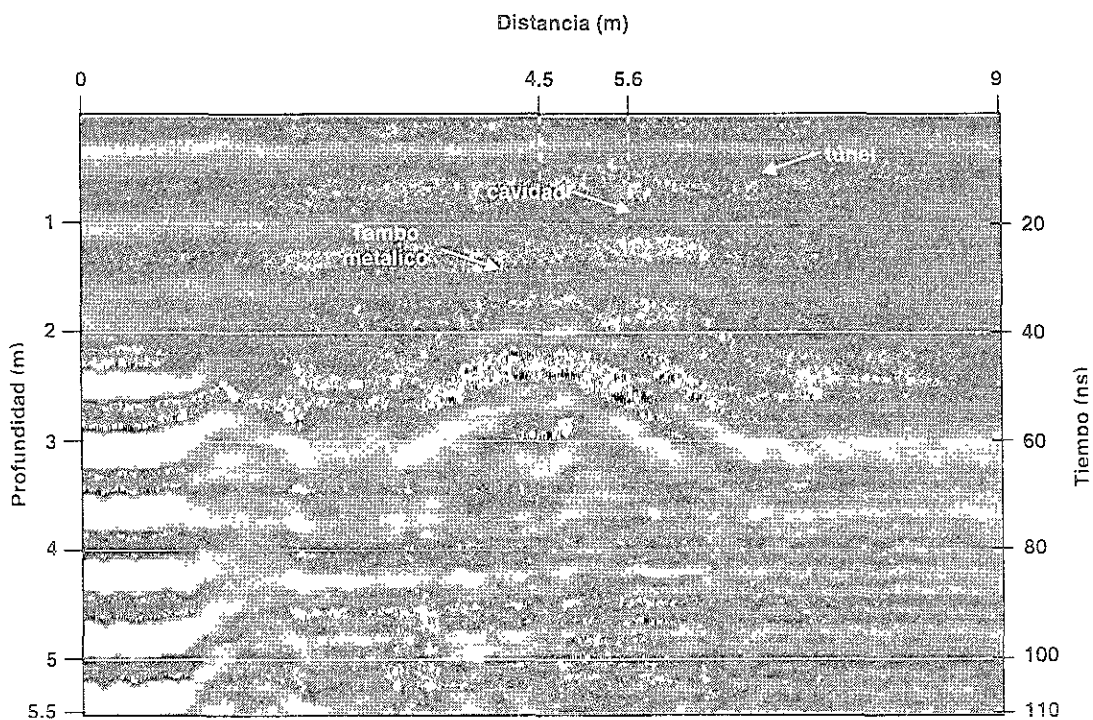 Distancia (m)
0 4.5 5.6 9
túnel
cavidad
Tambo
metálico
1 20
2 40
3 60
4 80
5 100
5.5 110
Profundidad (m)
Tiempo (ns)